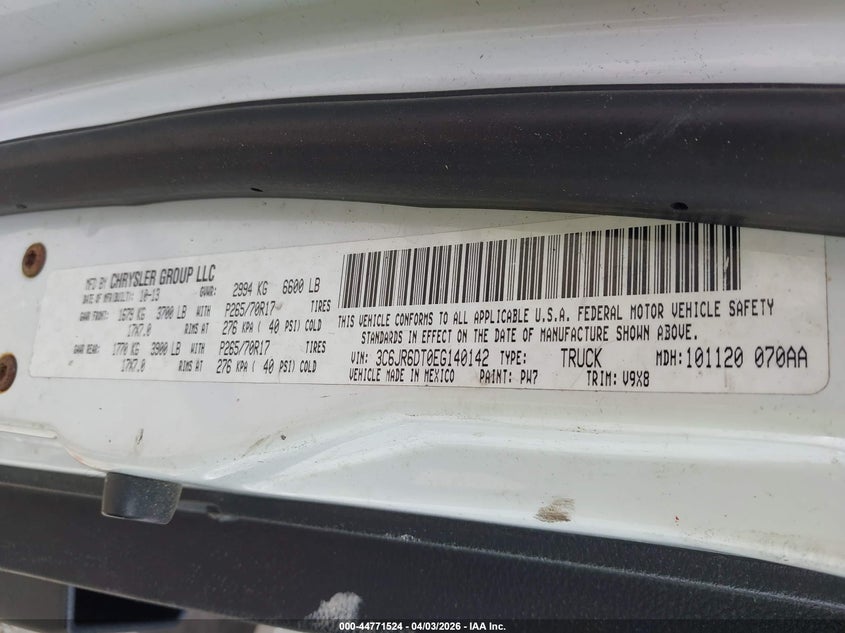 MFD BY CHRYSLER GROUP LLC
DATE OF MFR(BUILT): 10-13 GVWR: 2994 KG 6600 LB
GAWR FRONT: 1679 KG 3700 LB WITH P265/70R17 TIRES
17X7.0 RIMS AT 276 KPA ( 40 PSI) COLD
GAWR REAR: 1770 KG 3900 LB WITH P265/70R17 TIRES
17X7.0 RIMS AT 276 KPA ( 40 PSI) COLD
THIS VEHICLE CONFORMS TO ALL APPLICABLE U.S.A. FEDERAL MOTOR VEHICLE SAFETY
STANDARDS IN EFFECT ON THE DATE OF MANUFACTURE SHOWN ABOVE.
VIN: 3C6JR6DT0EG140142 TYPE: TRUCK MDH: 101120 070AA
VEHICLE MADE IN MEXICO PAINT: PW7 TRIM: V9X8
000-44771524 | 04/03/2026 | IAA Inc.